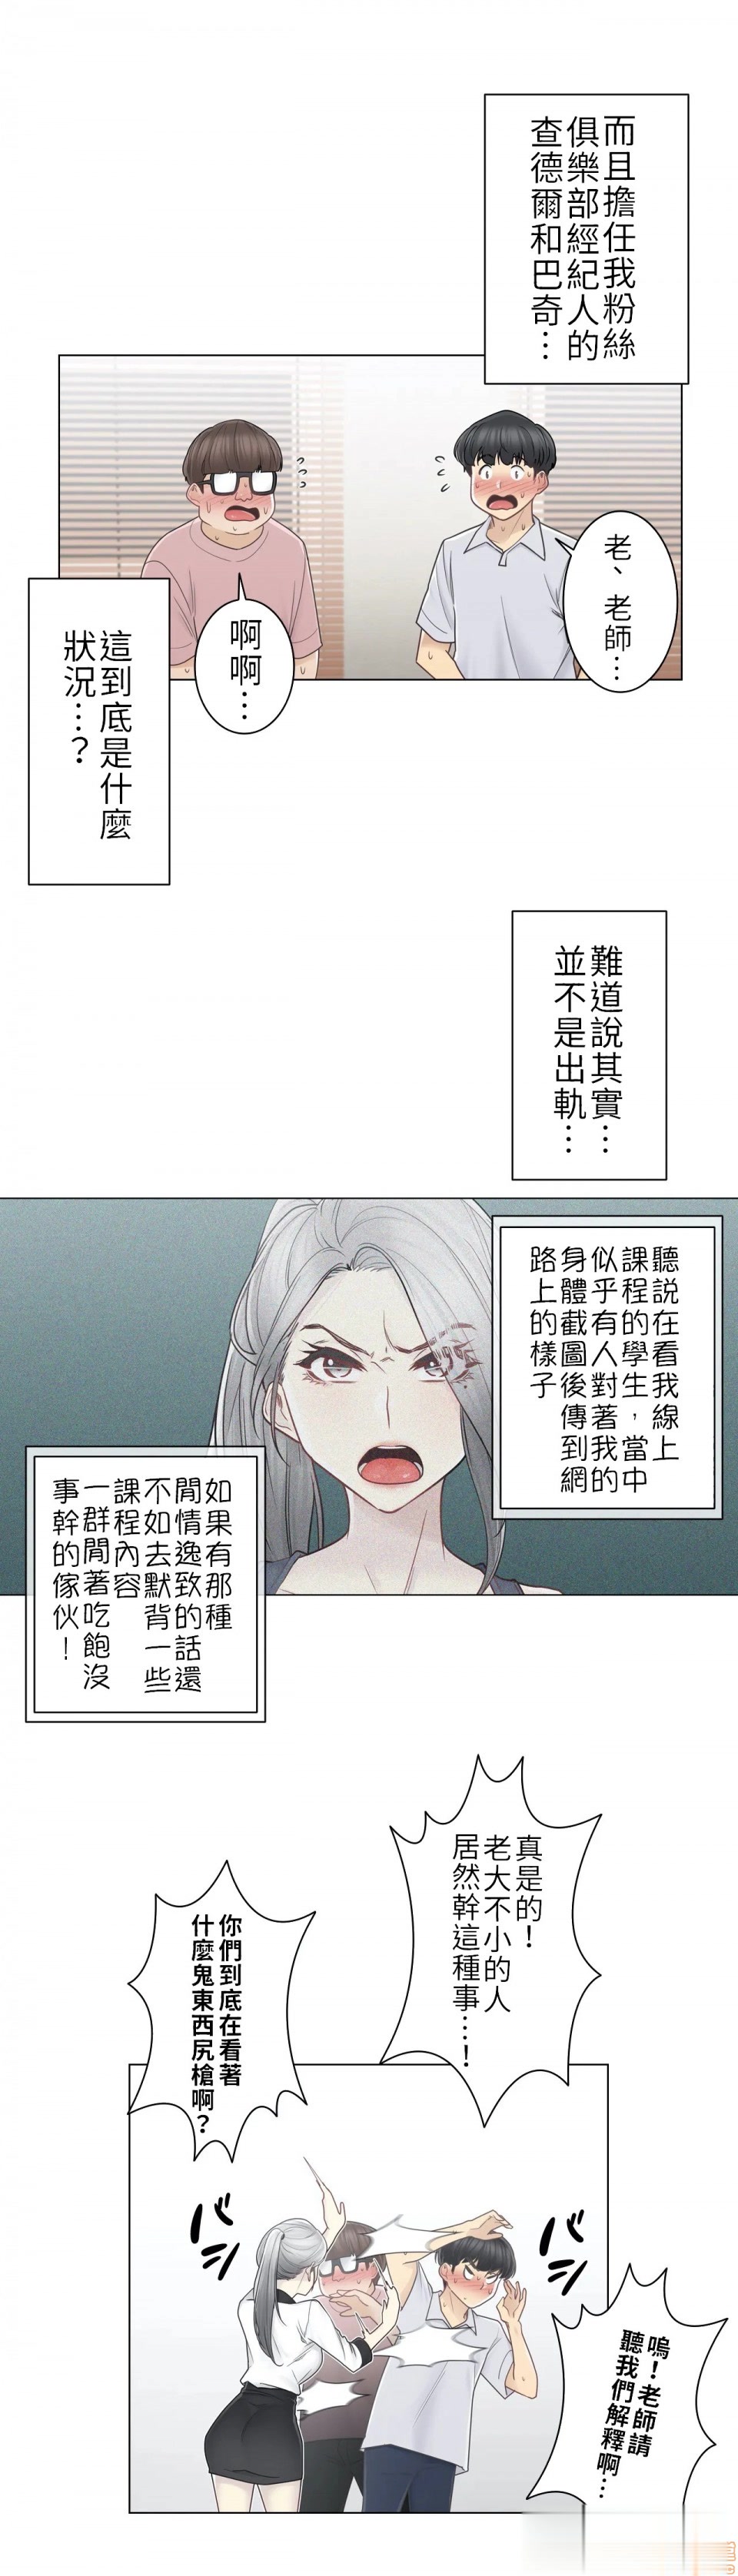 而且擔任我粉絲
俱樂部經紀人的
查德爾和巴奇…
老、老師…
啊啊…
這到底是什麼
狀況…？
難道說其實…
並不是出軌…
聽説在看我線上
課程的學生，當中
似乎有人對著我的
身體截圖後傳到網
路上的樣子
如果有那種
閒情逸致的話還
不如去默背一些
課程內容
一群閒著吃飽沒
事幹的傢伙！
真是的！
老大不小的人
居然幹這種事…！
你們到底在看著
什麼鬼東西尻槍啊？
バシ
バシ
嗚！老師請
聽我們解釋啊…